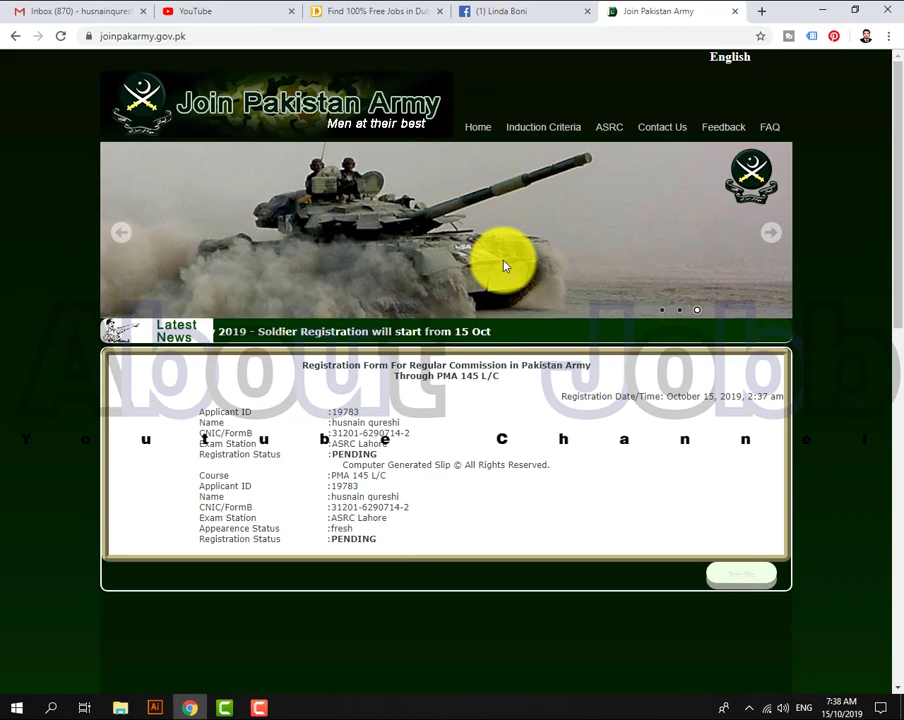 Inbox (870) - husnainquresh
YouTube
Find 100% Free Jobs in Dub
(1) Linda Boni
Join Pakistan Army
joinpakarmy.gov.pk
English
Join Pakistan Army
Men at their best
Home
Induction Criteria
ASRC
Contact Us
Feedback
FAQ
Latest News
2019 - Soldier Registration will start from 15 Oct
About Jobb
Registration Form For Regular Commission in Pakistan Army
Through PMA 145 L/C
Registration Date/Time: October 15, 2019, 2:37 am
Applicant ID :19783
Name :husnain qureshi
CNIC/FormB :31201-6290714-2
Youtube Channel
Exam Station :ASRC Lahore
Registration Status :PENDING
Computer Generated Slip © All Rights Reserved.
Course :PMA 145 L/C
Applicant ID :19783
Name :husnain qureshi
CNIC/FormB :31201-6290714-2
Exam Station :ASRC Lahore
Appearence Status :fresh
Registration Status :PENDING
ENG
7:38 AM
15/10/2019